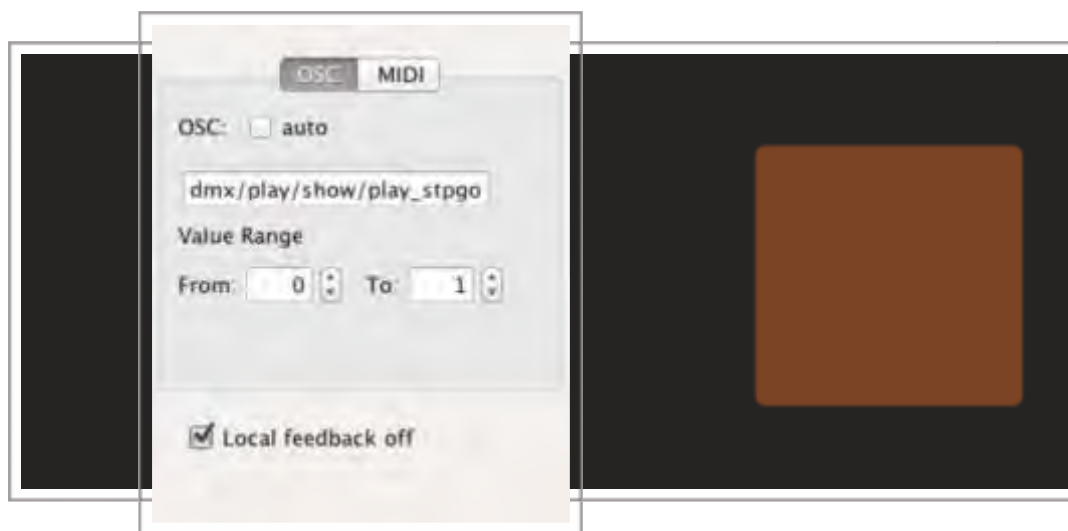 OSC MIDI
OSC: auto
dmx/play/show/play_stpgo
Value Range
From: 0 To: 1
Local feedback off